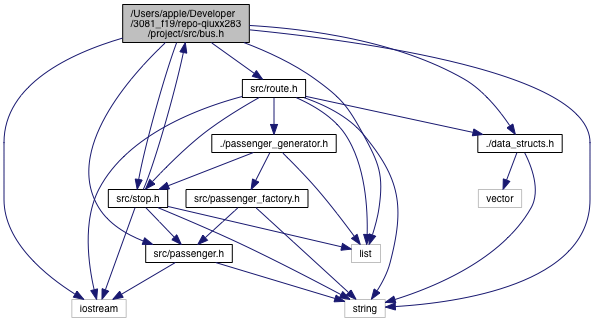 /Users/apple/Developer
/3081_f19/repo-qiuxx283
/project/src/bus.h
src/route.h
./passenger_generator.h
./data_structs.h
src/stop.h
src/passenger_factory.h
vector
src/passenger.h
list
iostream
string